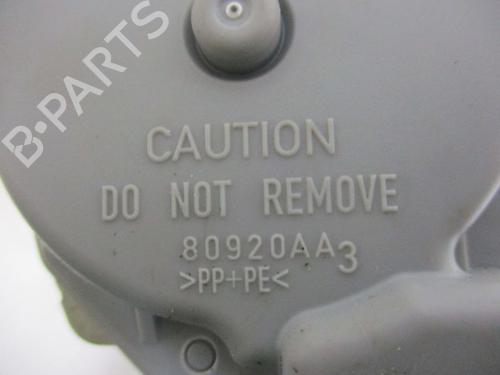 B-PARTS
CAUTION
DO NOT REMOVE
80920AA3
>PP+PE<